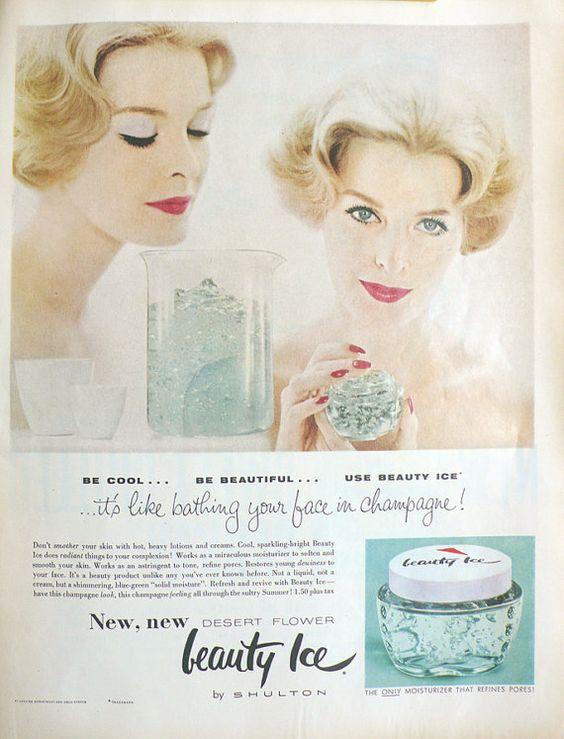 BE COOL... BE BEAUTIFUL... USE BEAUTY ICE*
...it's like bathing your face in champagne!
Don't smother your skin with hot, heavy lotions and creams. Cool, sparkling-bright Beauty
Ice does radiant things to your complexion! Works as a miraculous moisturizer to soften and
smooth your skin. Works as an astringent to tone, refine pores. Restores young dewiness to
your face. It's a beauty product unlike any you've ever known before. Not a liquid, not a
cream, but a shimmering, blue-green "solid moisture". Refresh and revive with Beauty Ice—
have this champagne look, this champagne feeling all through the sultry Summer! 1.50 plus tax
New, new DESERT FLOWER
beauty Ice
by SHULTON
beauty Ice
THE ONLY MOISTURIZER THAT REFINES PORES!
*TRADEMARK